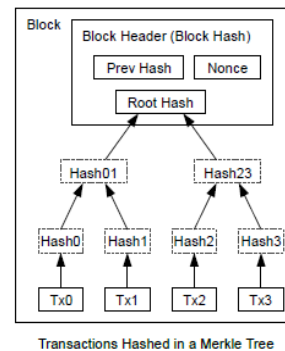 Block
Block Header (Block Hash)
Prev Hash
Nonce
Root Hash
Hash01
Hash23
Hash0
Hash1
Hash2
Hash3
Tx0
Tx1
Tx2
Tx3
Transactions Hashed in a Merkle Tree